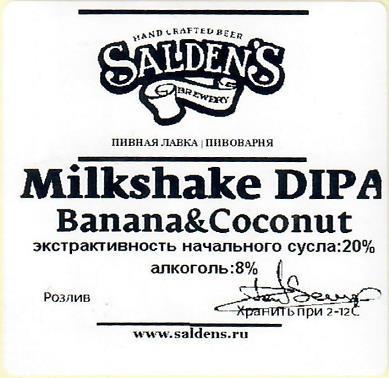 HAND CRAFTED BEER
SALDEN'S
BREWERY
ПИВНАЯ ЛАВКА | ПИВОВАРНЯ
Milkshake DIPA
Banana&Coconut
экстрактивность начального сусла:20%
алкоголь:8%
Розлив
Хранить при 2-12С
www.saldens.ru